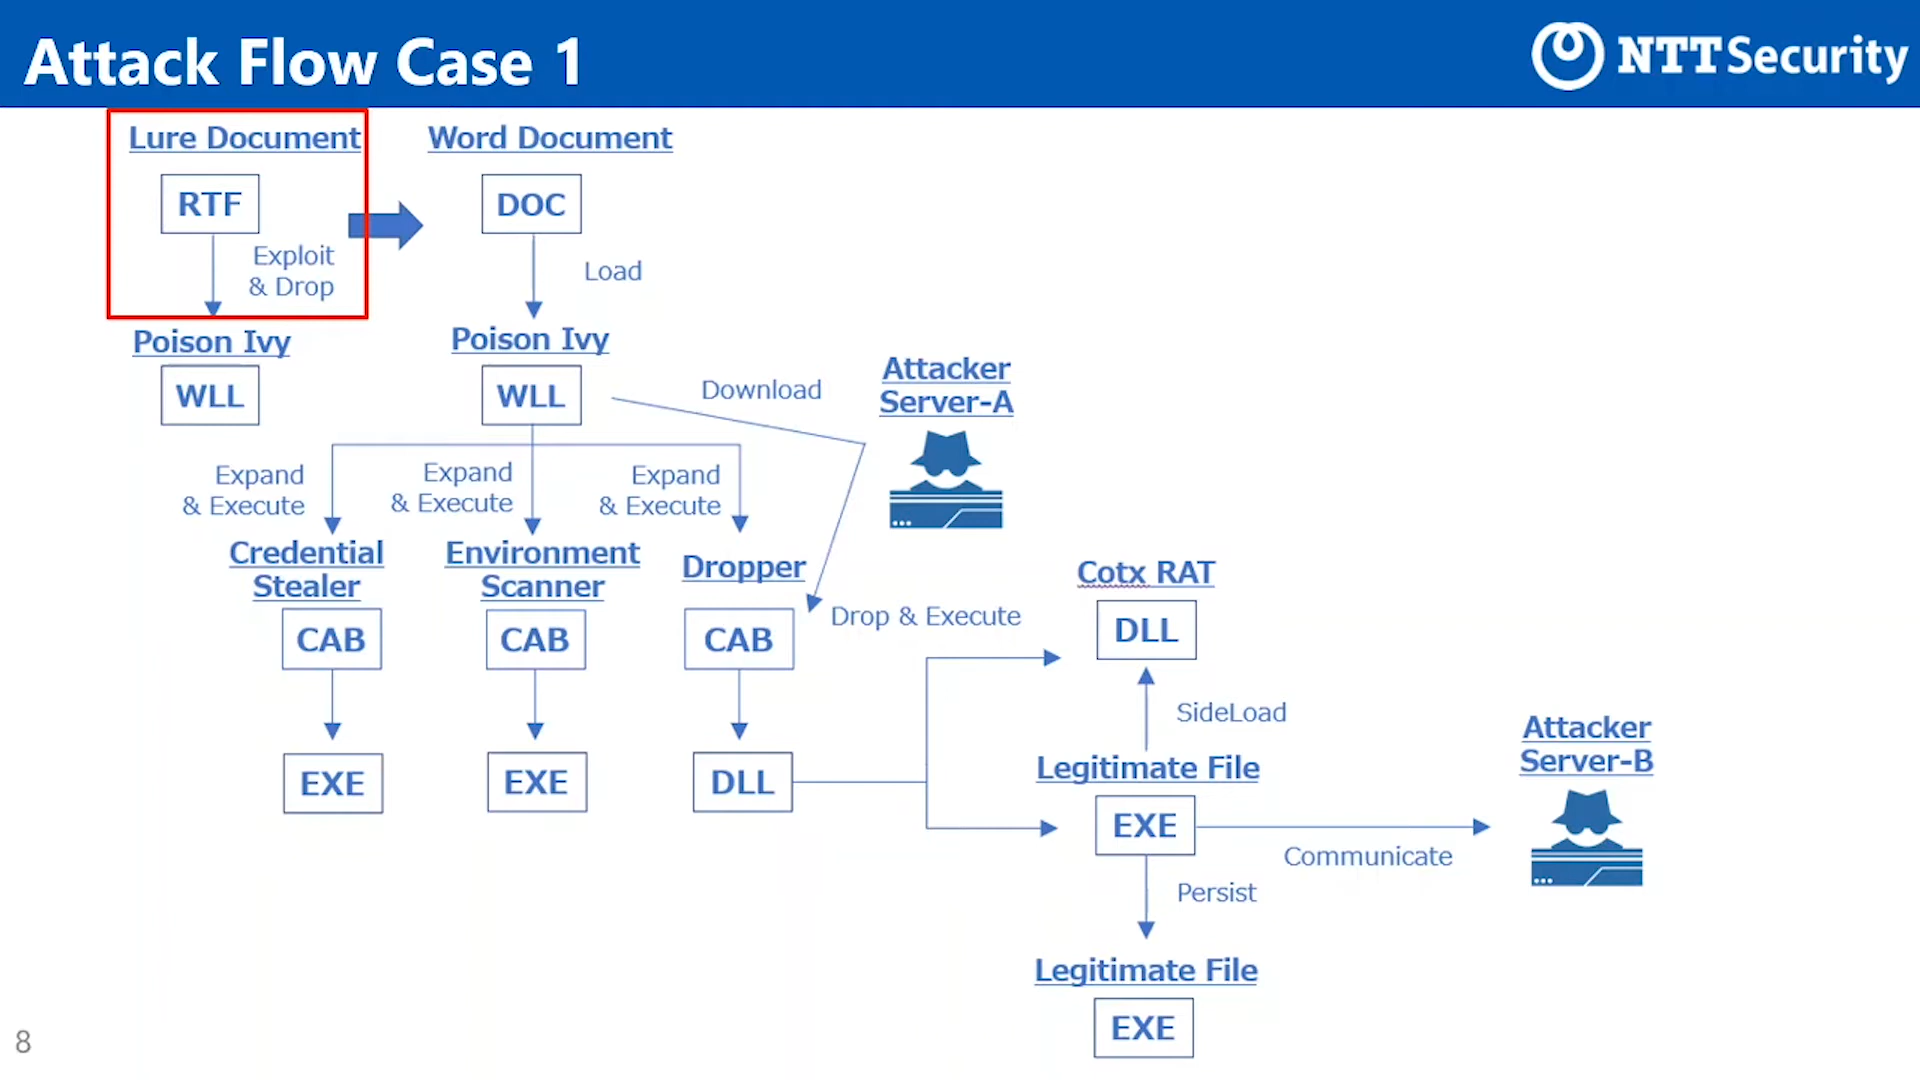 Attack Flow Case 1
NTT Security
Lure Document
Word Document
RTF
DOC
Exploit
& Drop
Load
Poison Ivy
Poison Ivy
WLL
WLL
Download
Attacker
Server-A
Expand
& Execute
Expand
& Execute
Expand
& Execute
Credential
Stealer
Environment
Scanner
Dropper
CAB
CAB
CAB
Drop & Execute
Cotx RAT
DLL
SideLoad
EXE
EXE
DLL
Legitimate File
EXE
Communicate
Attacker
Server-B
Persist
Legitimate File
EXE
8